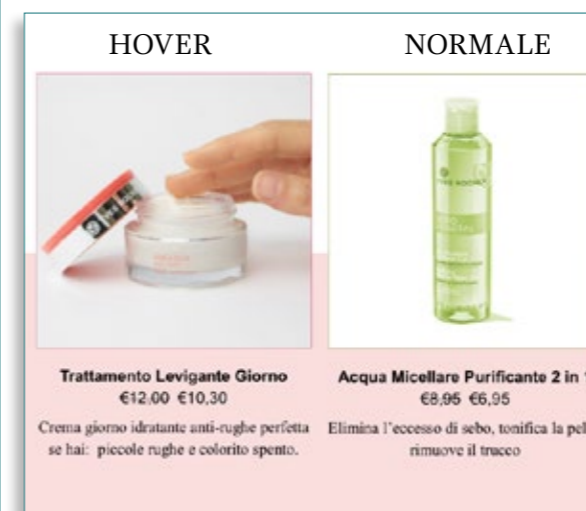 HOVER
NORMALE
Trattamento Levigante Giorno
€12,00 €10,30
Crema giorno idratante anti-rughe perfetta
se hai: piccole rughe e colorito spento.
Acqua Micellare Purificante 2 in
€8,95 €6,95
Elimina l’eccesso di sebo, tonifica la
rimuove il trucco